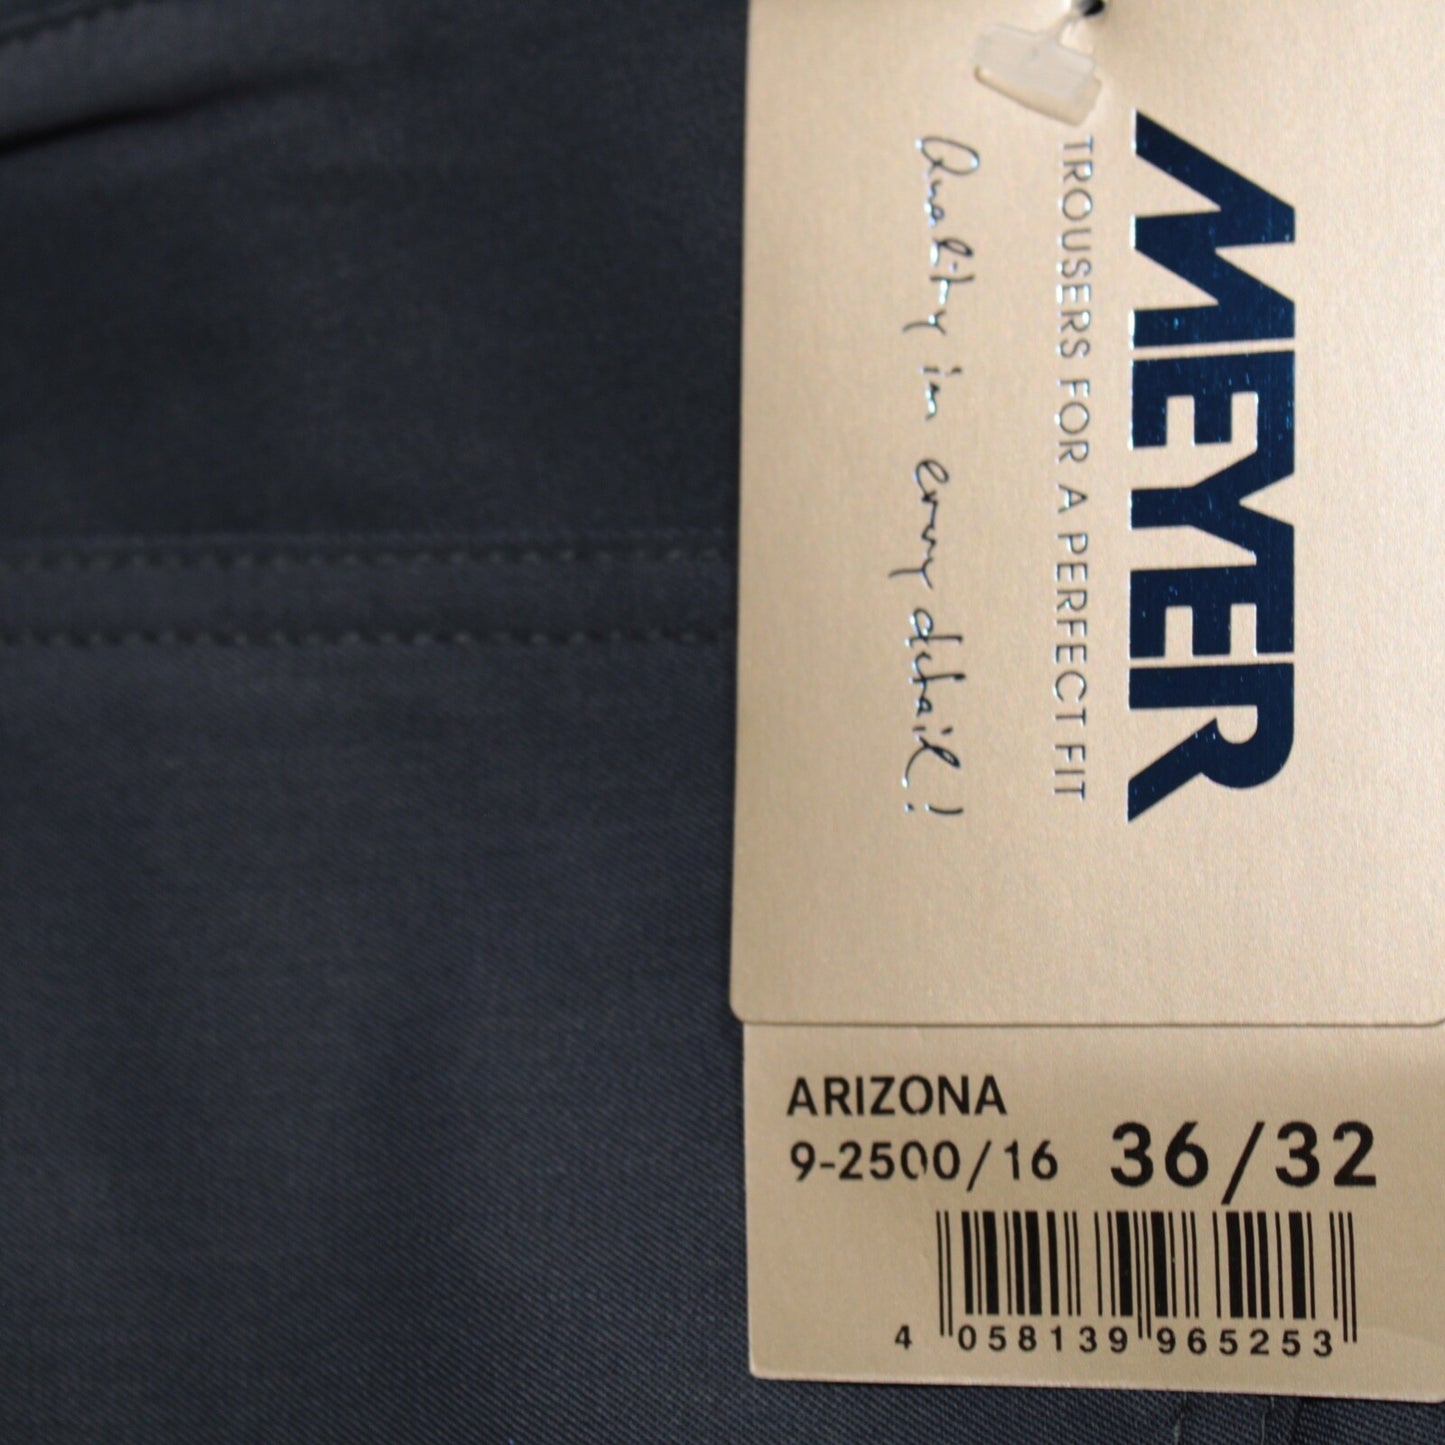 MEYER
TROUSERS FOR A PERFECT FIT
Quality in every detail!
ARIZONA
9-2500/16 36/32
4 058139 965253